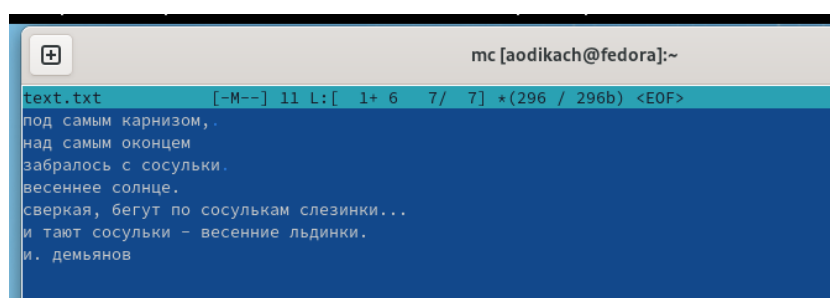 mc [aodikach@fedora]:~
text.txt [-M--] 11 L:[ 1+ 6 7/ 7] *(296 / 296b) <EOF>
под самым карнизом,.
над самым оконцем
забралось с сосульки.
весеннее солнце.
сверкая, бегут по сосулькам слезинки...
и тают сосульки - весенние льдинки.
и. демьянов